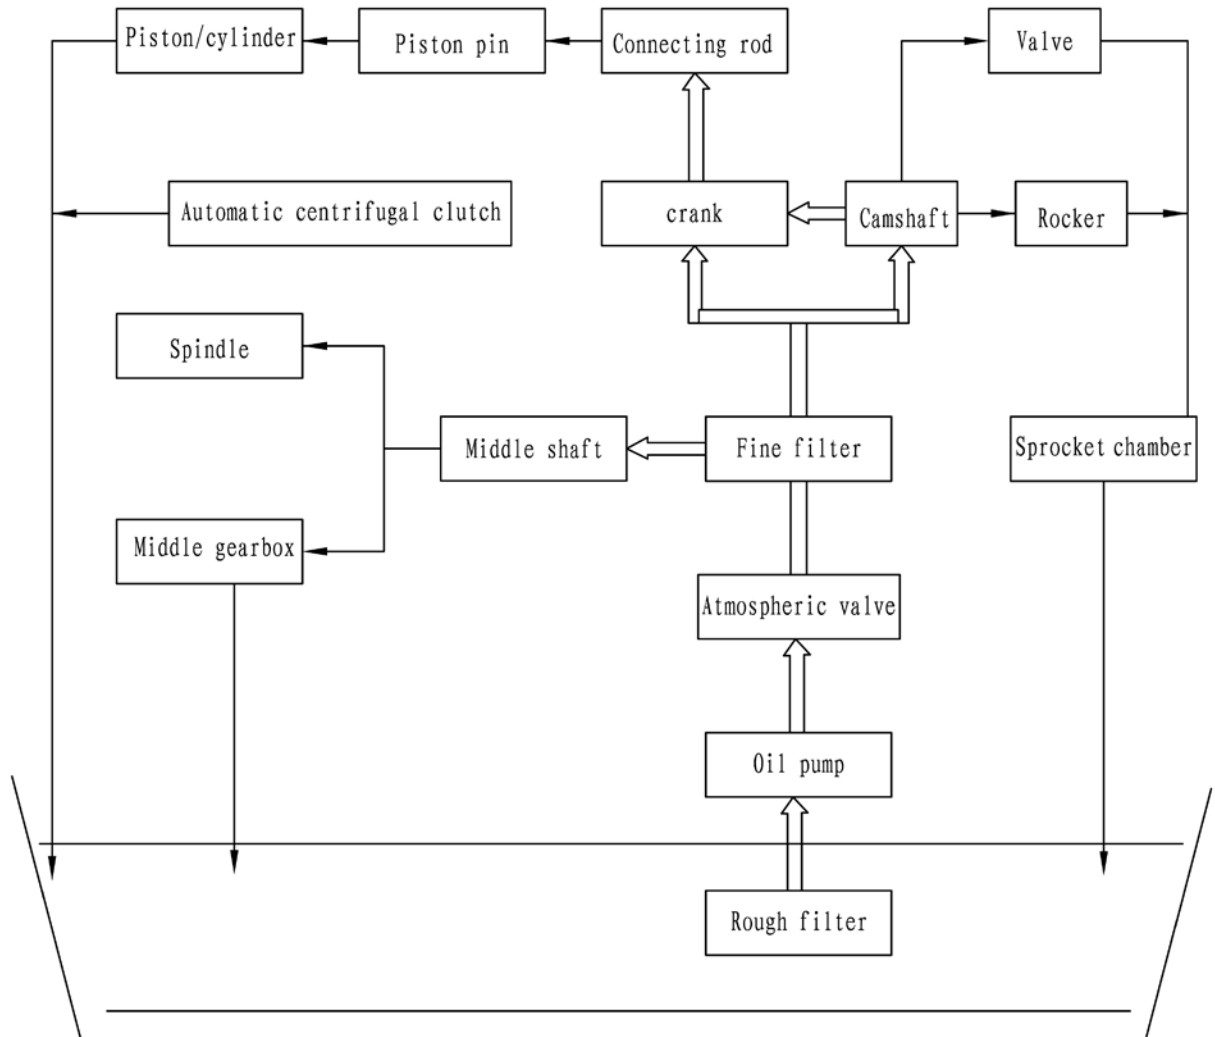 Piston/cylinder
Piston pin
Connecting rod
Valve
Automatic centrifugal clutch
crank
Camshaft
Rocker
Spindle
Middle shaft
Fine filter
Sprocket chamber
Middle gearbox
Atmospheric valve
Oil pump
Rough filter